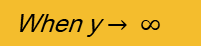 When y → ∞